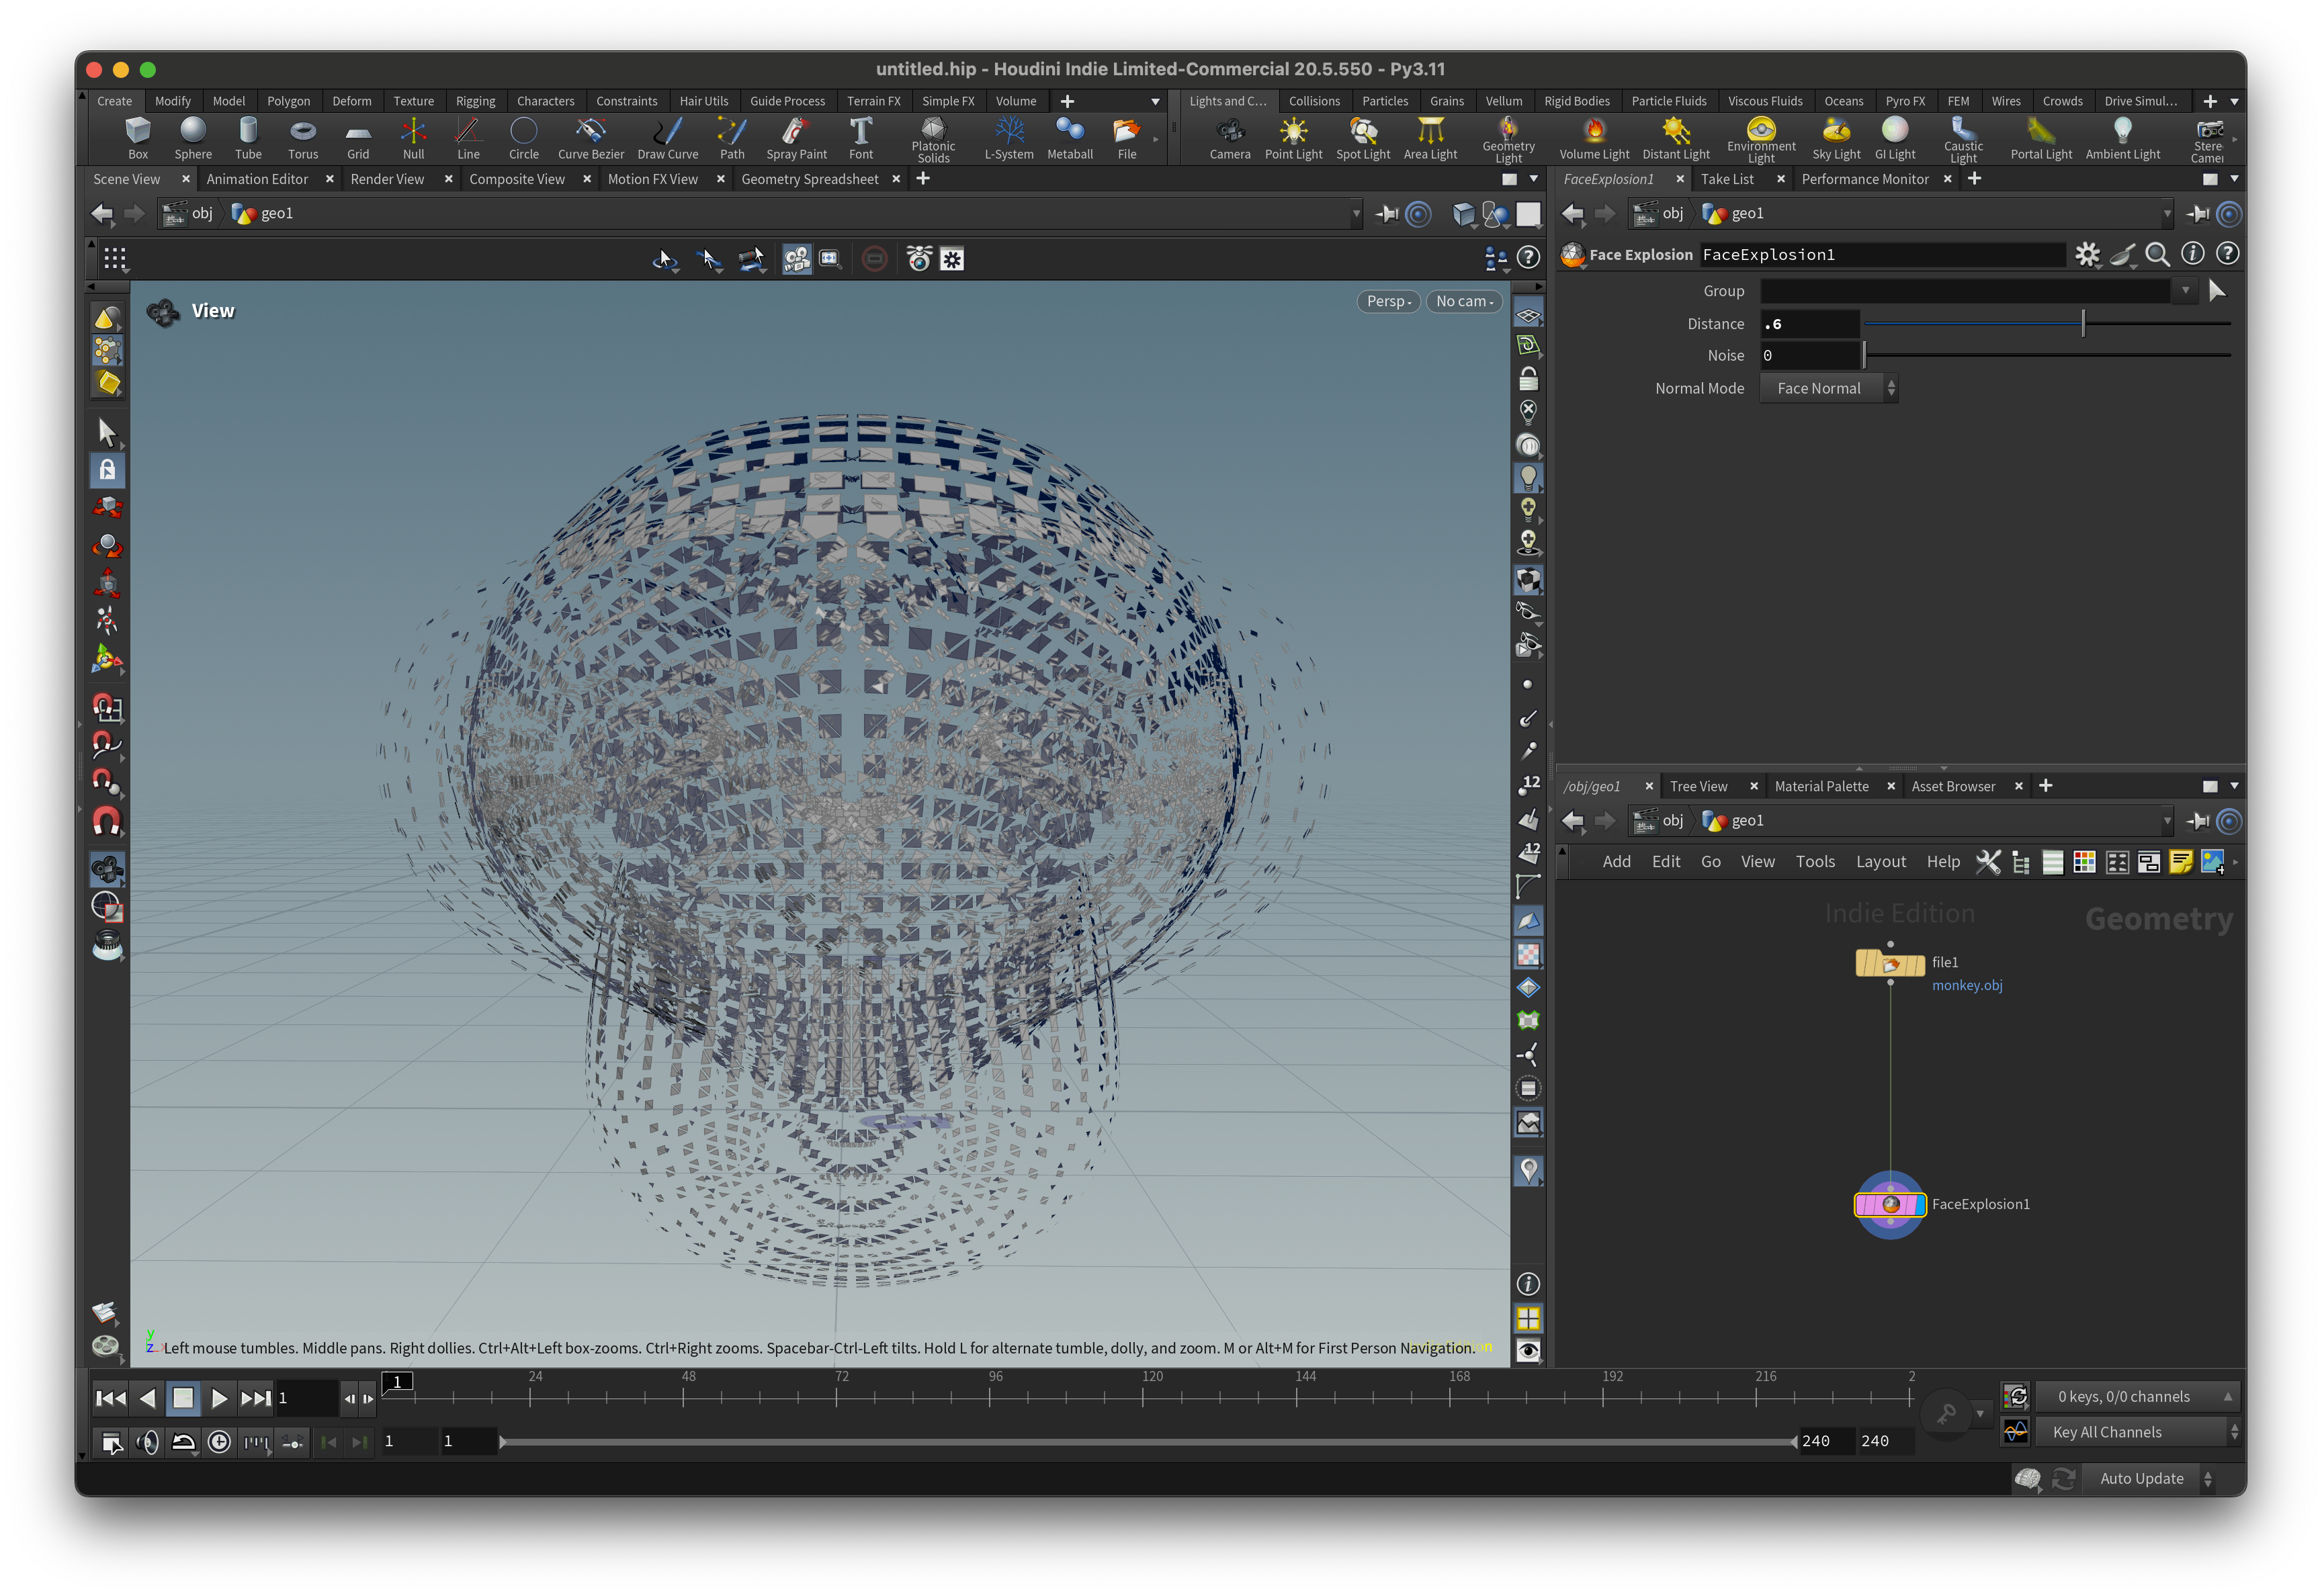 untitled.hip - Houdini Indie Limited-Commercial 20.5.550 - Py3.11
Create Modify Model Polygon Deform Texture Rigging Characters Constraints Hair Utils Guide Process Terrain FX Simple FX Volume
Lights and C... Collisions Particles Grains Vellum Rigid Bodies Particle Fluids Viscous Fluids Oceans Pyro FX FEM Wires Crowds Drive Simul...
Box Sphere Tube Torus Grid Null Line Circle Curve Bezier Draw Curve Path Spray Paint Font Platonic Solids L-System Metaball File
Camera Point Light Spot Light Area Light Geometry Light Volume Light Distant Light Environment Light Sky Light GI Light Caustic Light Portal Light Ambient Light Stereo Camer
Scene View Animation Editor Render View Composite View Motion FX View Geometry Spreadsheet
FaceExplosion1 Take List Performance Monitor
obj geo1
obj geo1
Face Explosion FaceExplosion1
View
Persp No cam
Group
Distance .6
Noise 0
Normal Mode Face Normal
12
12
/obj/geo1 Tree View Material Palette Asset Browser
obj geo1
Add Edit Go View Tools Layout Help
Indie Edition
Geometry
file1
monkey.obj
FaceExplosion1
y
z
Left mouse tumbles. Middle pans. Right dollies. Ctrl+Alt+Left box-zooms. Ctrl+Right zooms. Spacebar-Ctrl-Left tilts. Hold L for alternate tumble, dolly, and zoom. M or Alt+M for First Person Navigation.
1 1 24 48 72 96 120 144 168 192 216 2
0 keys, 0/0 channels
1 1 240 240
Key All Channels
Auto Update